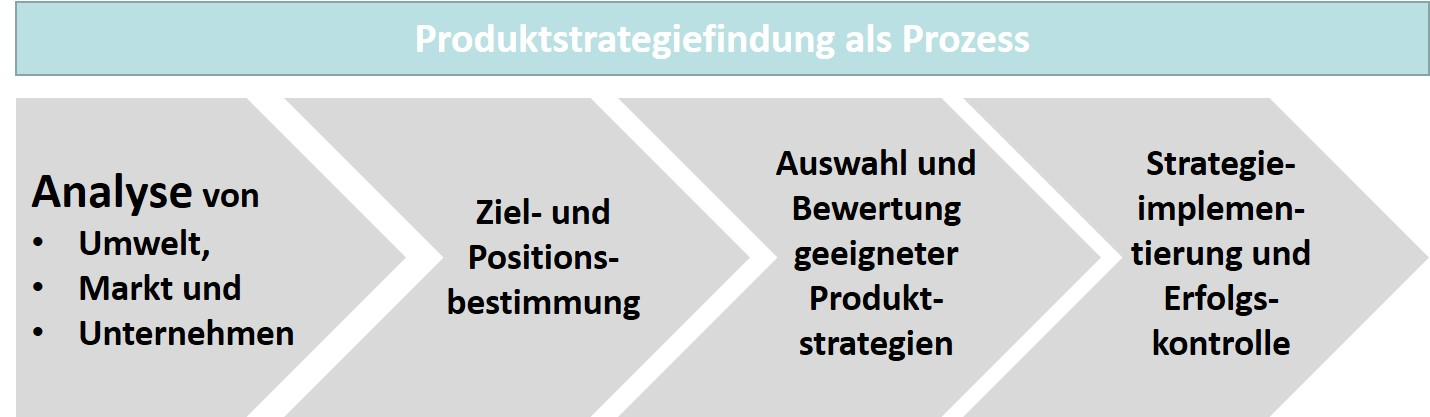 Produktstrategiefindung als Prozess
Analyse von
• Umwelt,
• Markt und
• Unternehmen
Ziel- und
Positions-
bestimmung
Auswahl und
Bewertung
geeigneter
Produkt-
strategien
Strategie-
implemen-
tierung und
Erfolgs-
kontrolle